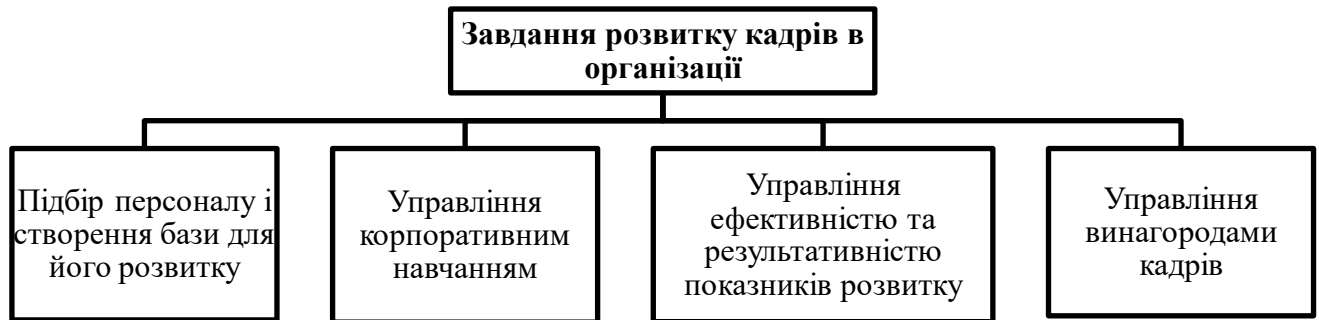 Завдання розвитку кадрів в
організації
Підбір персоналу і
створення бази для
його розвитку
Управління
корпоративним
навчанням
Управління
ефективністю та
результативністю
показників розвитку
Управління
винагородами
кадрів